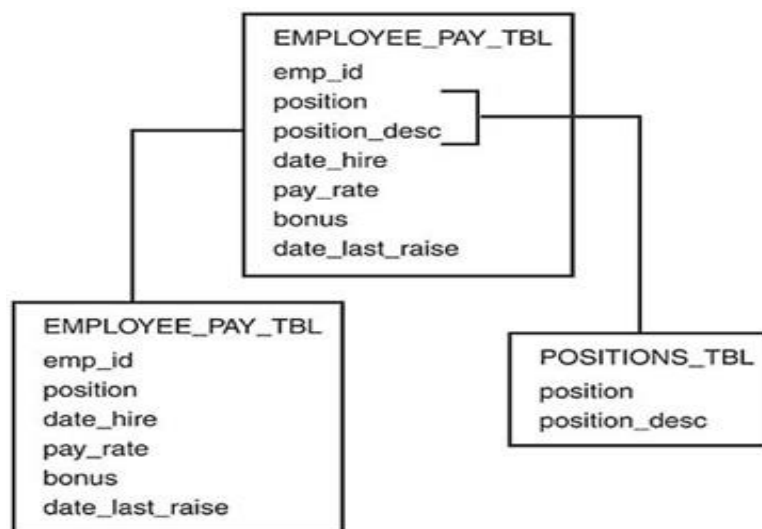 EMPLOYEE_PAY_TBL
emp_id
position
position_desc
date_hire
pay_rate
bonus
date_last_raise
EMPLOYEE_PAY_TBL
emp_id
position
date_hire
pay_rate
bonus
date_last_raise
POSITIONS_TBL
position
position_desc